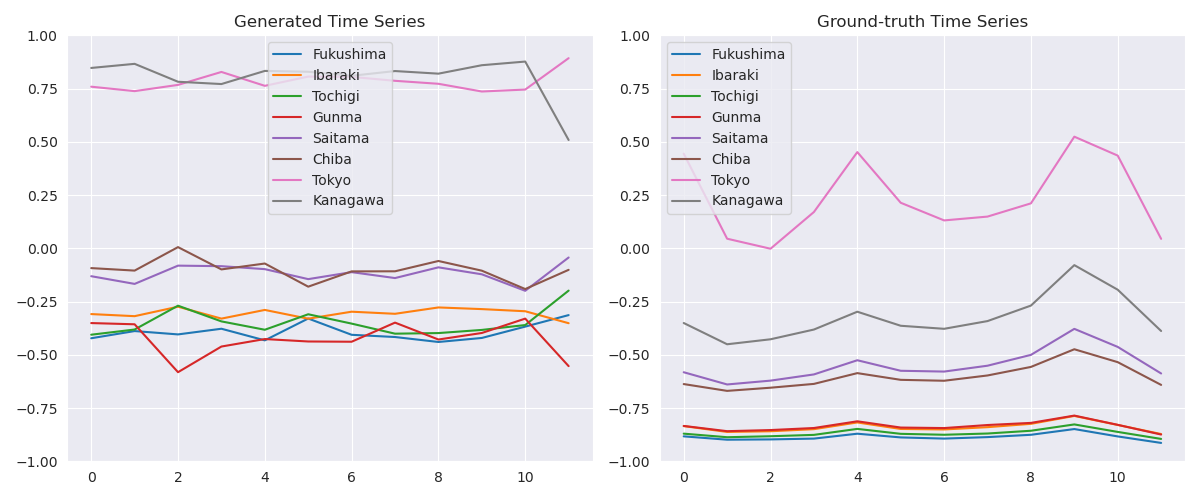 Generated Time Series
1.00
0.75
0.50
0.25
0.00
−0.25
−0.50
−0.75
−1.00
0 2 4 6 8 10
Fukushima
Ibaraki
Tochigi
Gunma
Saitama
Chiba
Tokyo
Kanagawa
Ground-truth Time Series
1.00
0.75
0.50
0.25
0.00
−0.25
−0.50
−0.75
−1.00
0 2 4 6 8 10
Fukushima
Ibaraki
Tochigi
Gunma
Saitama
Chiba
Tokyo
Kanagawa